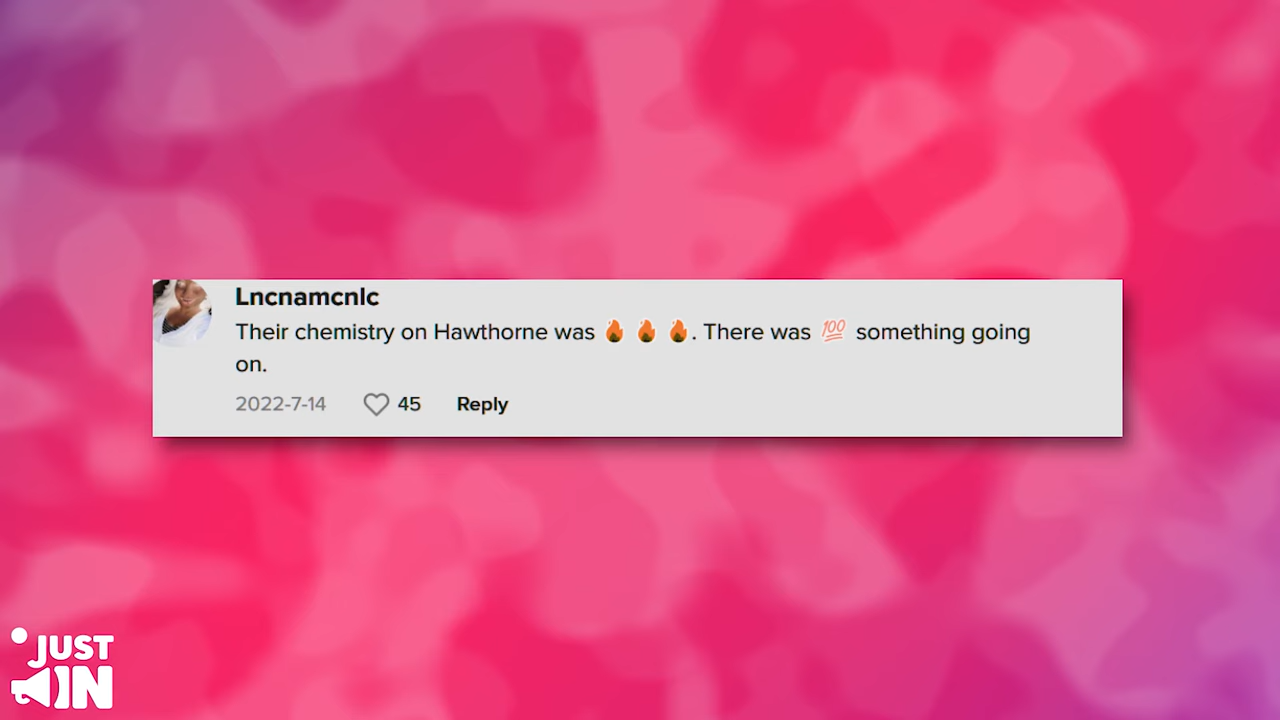 Lncnamcnlc
Their chemistry on Hawthorne was 🔥 🔥 🔥. There was 💯 something going
on.
2022-7-14 45 Reply
JUST
IN